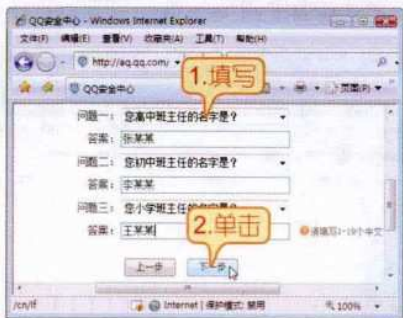 QQ安全中心 - Windows Internet Explorer
文件(F) 编辑(E) 查看(V) 收藏夹(A) 工具(T) 帮助(H)
http://aq.qq.com/
1.填写
QQ安全中心 页面(P)
问题一： 您高中班主任的名字是？
答案： 张某某
问题二： 您初中班主任的名字是？
答案： 李某某
问题三： 您小学班主任的名字是？
2.单击
答案： 王某某 请填写1-19个中文
上一步 下一步
/cn/if Internet | 保护模式: 禁用 100%